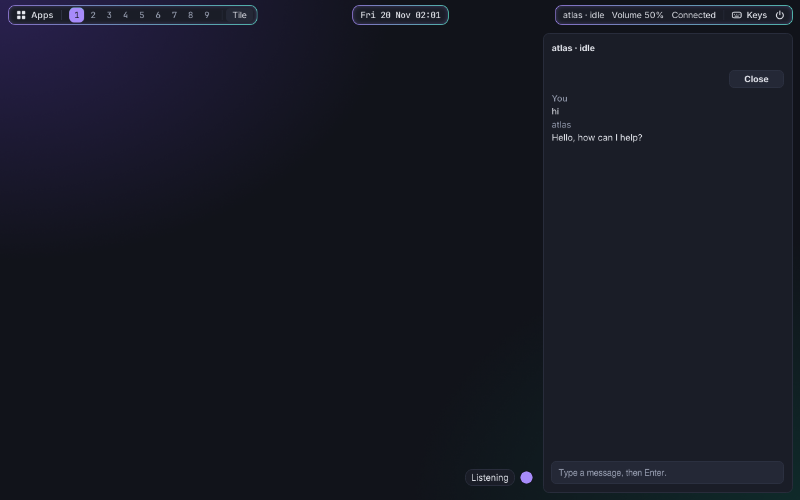 Apps 1 2 3 4 5 6 7 8 9 Tile
Fri 20 Nov 02:01
atlas · idle Volume 50% Connected Keys
atlas · idle
Close
You
hi
atlas
Hello, how can I help?
Type a message, then Enter.
Listening